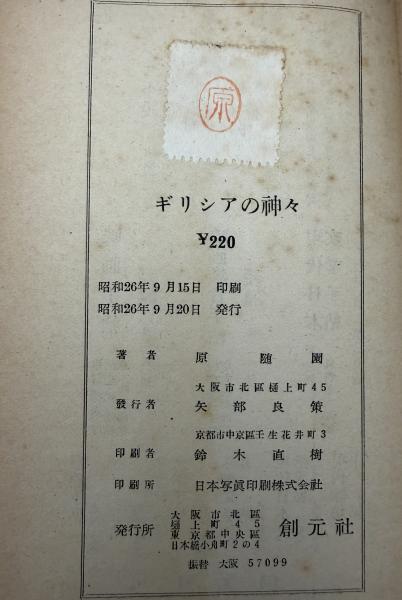 原
ギリシアの神々
¥220
昭和26年9月15日 印刷
昭和26年9月20日 発行
著者 原随園
大阪市北區樋上町45
發行者 矢部良策
京都市中京區壬生花井町3
印刷者 鈴木直樹
印刷所 日本写眞印刷株式会社
発行所 大阪市北區
樋上町45
東京都中央區
日本橋小舟町2の4
創元社
振替 大阪 57099